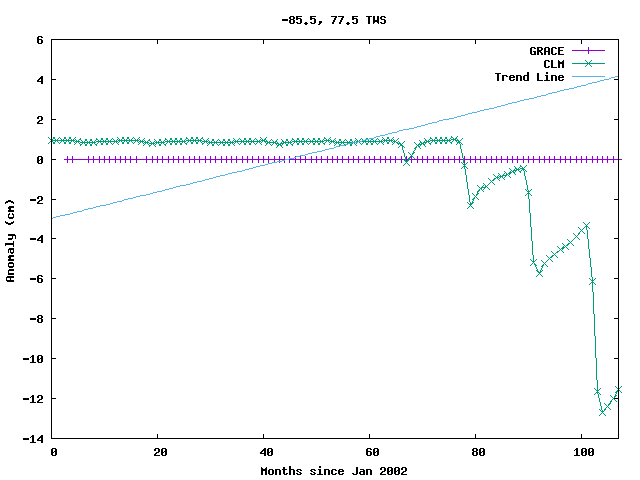 -85.5, 77.5 TWS
GRACE
CLM
Trend Line
6
4
2
0
-2
-4
-6
-8
-10
-12
-14
Anomaly (cm)
0 20 40 60 80 100
Months since Jan 2002